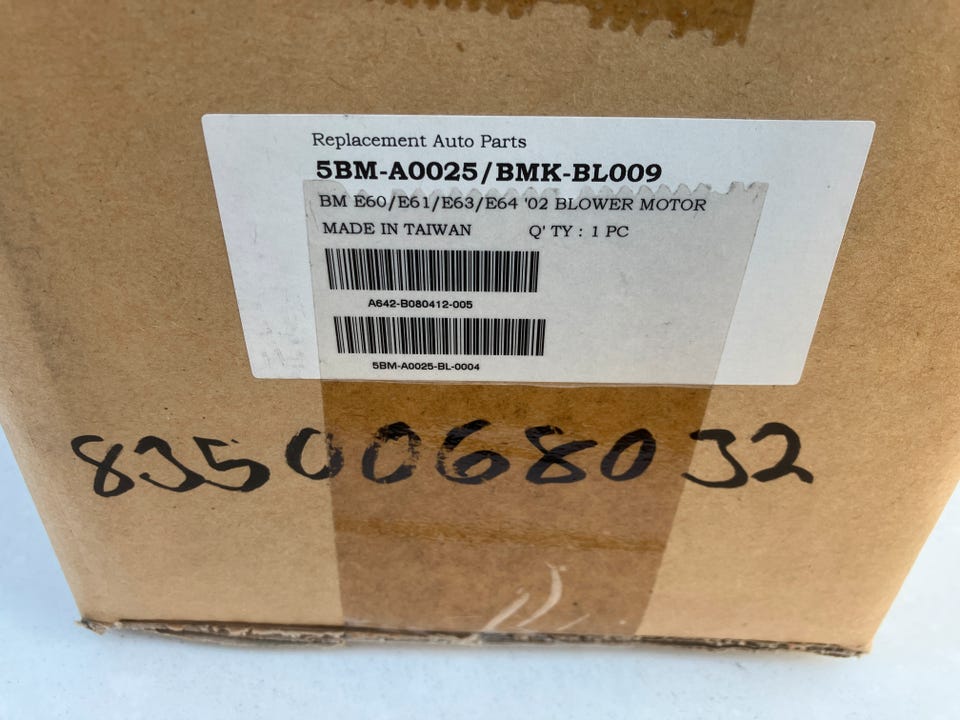 Replacement Auto Parts
5BM-A0025/BMK-BL009
BM E60/E61/E63/E64 '02 BLOWER MOTOR
MADE IN TAIWAN Q' TY : 1 PC
A642-B080412-005
5BM-A0025-BL-0004
8350068032